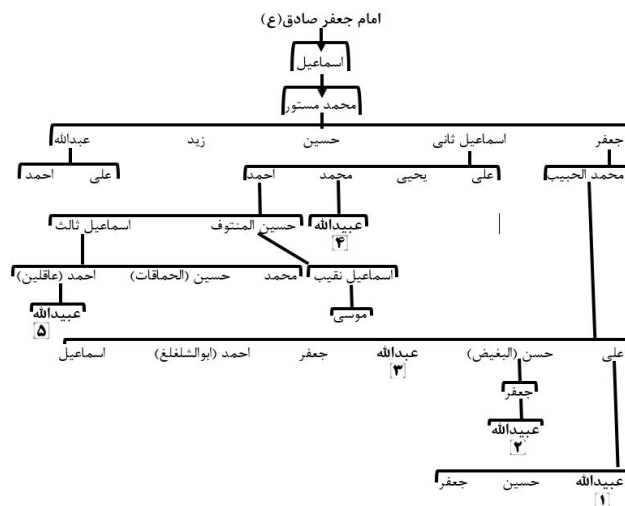 امام جعفر صادق(ع)
اسماعیل
محمد مستور
جعفر اسماعیل ثانی حسین زید عبدالله
محمد الحبیب علی یحیی محمد احمد علی احمد
عبیدالله حسین المنتوف اسماعیل ثالث
[۴]
اسماعیل نقیب محمد حسین (الحماقات) احمد (عاقلین)
موسی عبیدالله
[۵]
علی حسن (البغیض) عبدالله جعفر احمد (ابوالشلغلغ) اسماعیل
[۳]
جعفر
عبیدالله
[۲]
عبیدالله حسین جعفر
[۱]